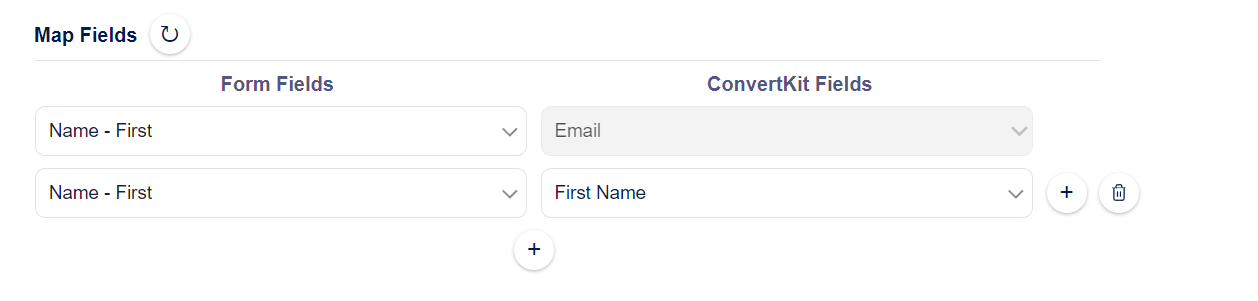 Map Fields
Form Fields ConvertKit Fields
Name - First Email
Name - First First Name